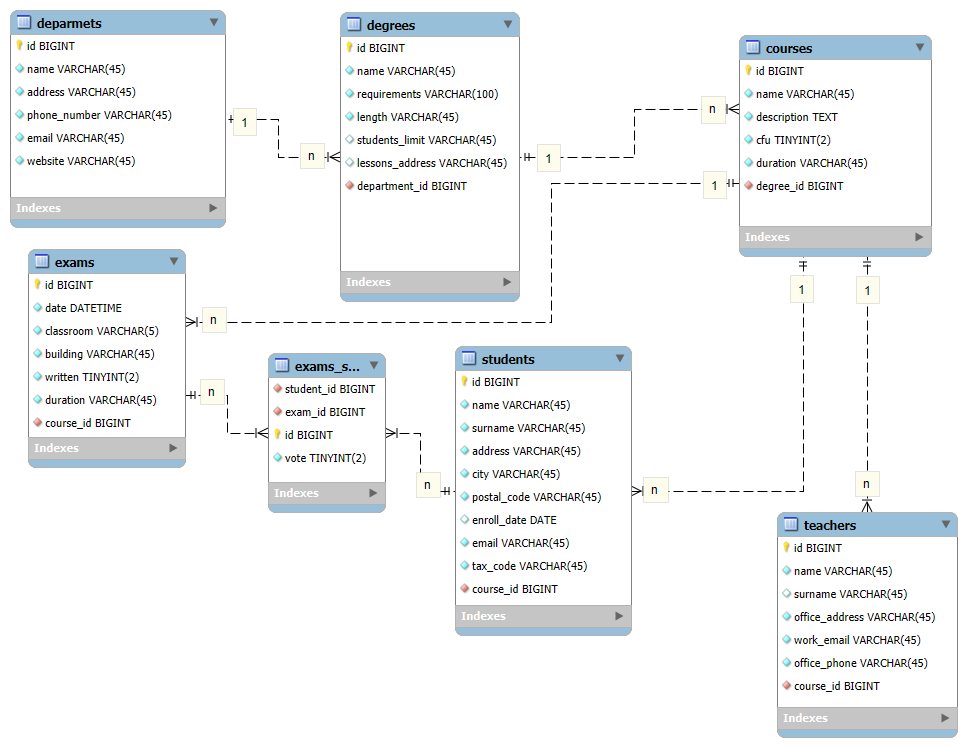 deparmets
id BIGINT
name VARCHAR(45)
address VARCHAR(45)
phone_number VARCHAR(45)
email VARCHAR(45)
website VARCHAR(45)
Indexes
1
n
degrees
id BIGINT
name VARCHAR(45)
requirements VARCHAR(100)
length VARCHAR(45)
students_limit VARCHAR(45)
lessons_address VARCHAR(45)
department_id BIGINT
Indexes
1
n
1
courses
id BIGINT
name VARCHAR(45)
description TEXT
cfu TINYINT(2)
duration VARCHAR(45)
degree_id BIGINT
Indexes
1
1
exams
id BIGINT
date DATETIME
classroom VARCHAR(5)
building VARCHAR(45)
written TINYINT(2)
duration VARCHAR(45)
course_id BIGINT
Indexes
n
n
exams_s...
student_id BIGINT
exam_id BIGINT
id BIGINT
vote TINYINT(2)
Indexes
n
students
id BIGINT
name VARCHAR(45)
surname VARCHAR(45)
address VARCHAR(45)
city VARCHAR(45)
postal_code VARCHAR(45)
enroll_date DATE
email VARCHAR(45)
tax_code VARCHAR(45)
course_id BIGINT
Indexes
n
n
teachers
id BIGINT
name VARCHAR(45)
surname VARCHAR(45)
office_address VARCHAR(45)
work_email VARCHAR(45)
office_phone VARCHAR(45)
course_id BIGINT
Indexes